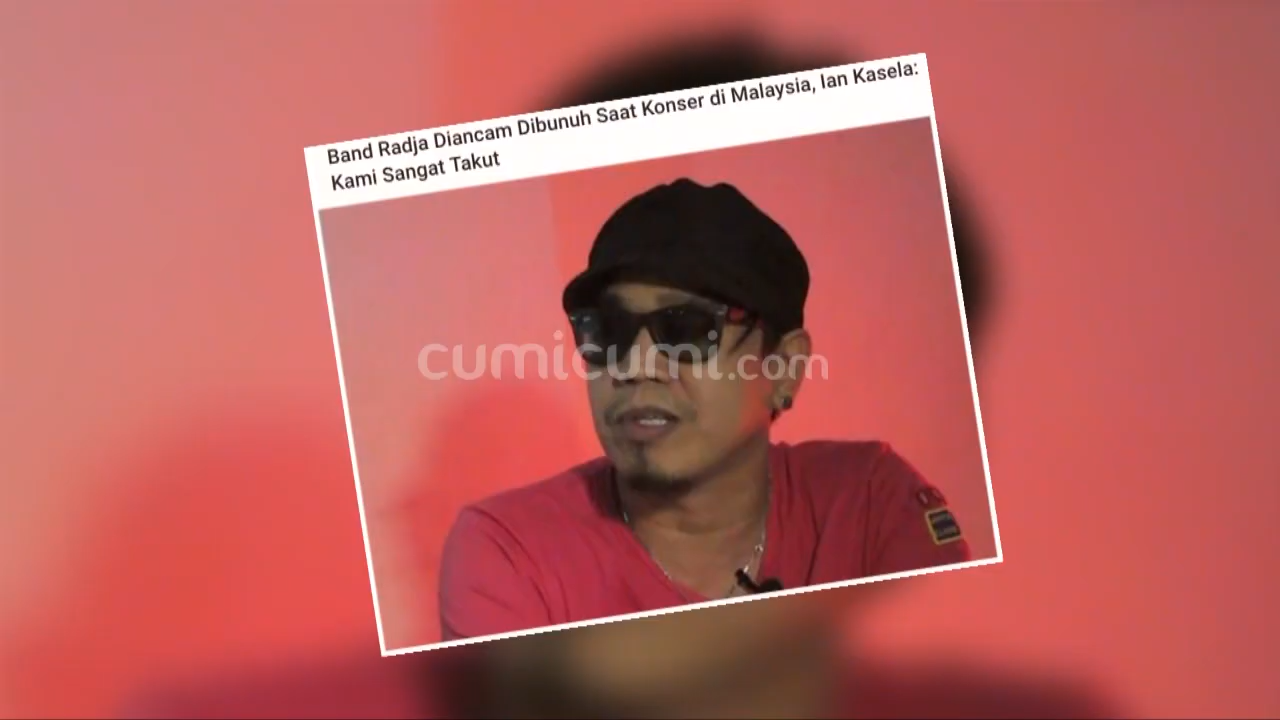 Band Radja Diancam Dibunuh Saat Konser di Malaysia, Ian Kasela:
Kami Sangat Takut
cumicumi.com